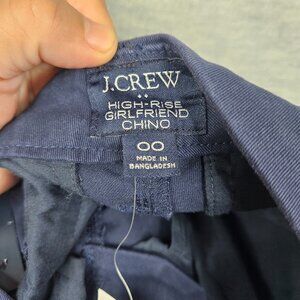 J.CREW
HIGH-RISE
GIRLFRIEND
CHINO
00
MADE IN
BANGLADESH